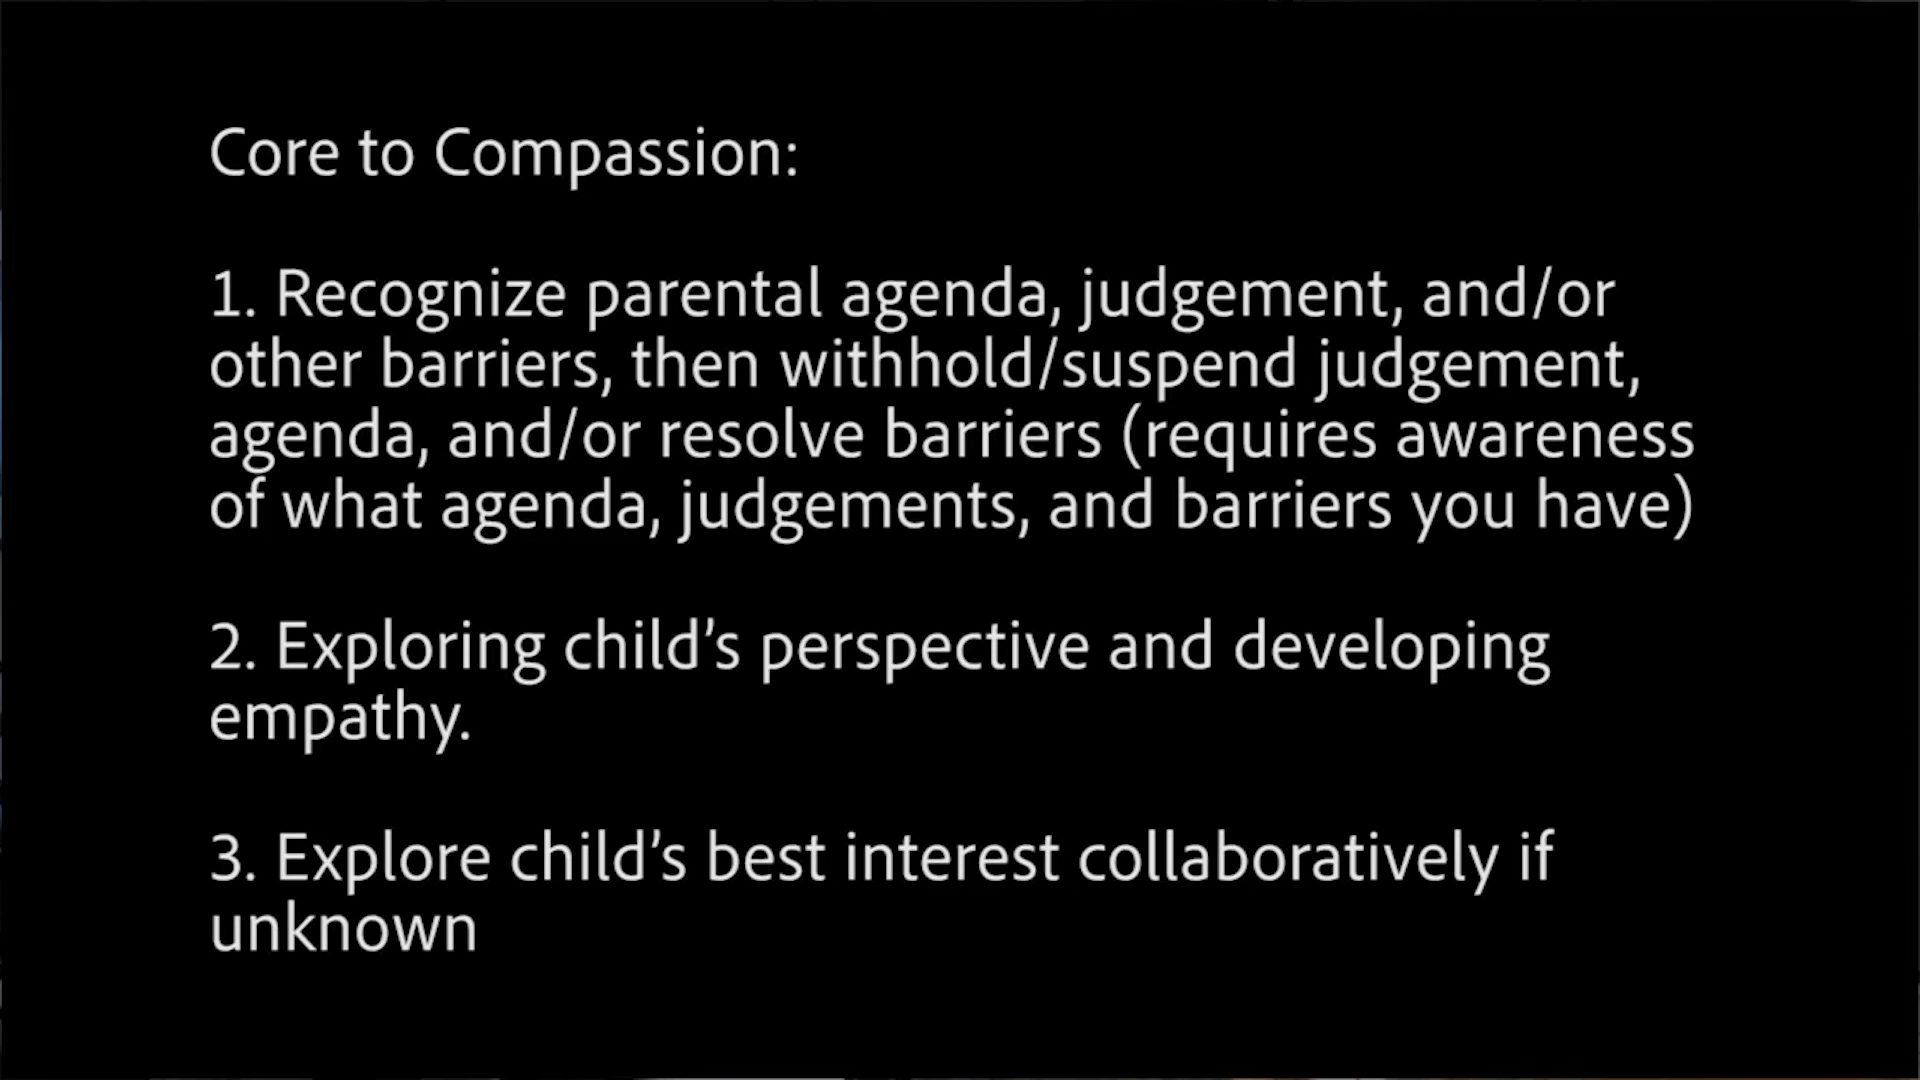 Core to Compassion:
1. Recognize parental agenda, judgement, and/or
other barriers, then withhold/suspend judgement,
agenda, and/or resolve barriers (requires awareness
of what agenda, judgements, and barriers you have)
2. Exploring child’s perspective and developing
empathy.
3. Explore child’s best interest collaboratively if
unknown